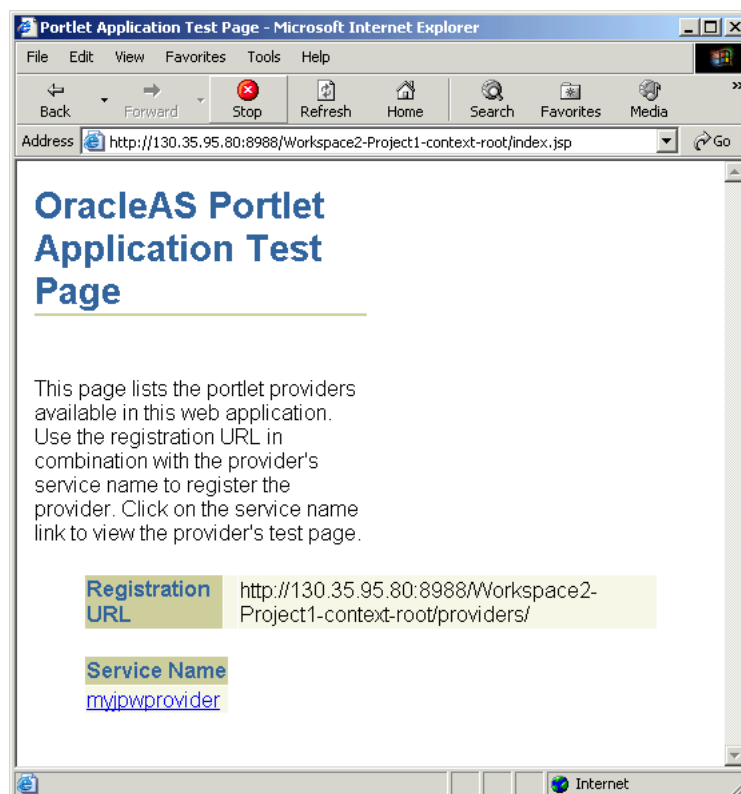 Portlet Application Test Page - Microsoft Internet Explorer
File Edit View Favorites Tools Help
Back Forward Stop Refresh Home Search Favorites Media »
Address http://130.35.95.80:8988/Workspace2-Project1-context-root/index.jsp Go
OracleAS Portlet
Application Test
Page
This page lists the portlet providers
available in this web application.
Use the registration URL in
combination with the provider's
service name to register the
provider. Click on the service name
link to view the provider's test page.
Registration
URL
http://130.35.95.80:8988/Workspace2-
Project1-context-root/providers/
Service Name
myjpwprovider
Internet